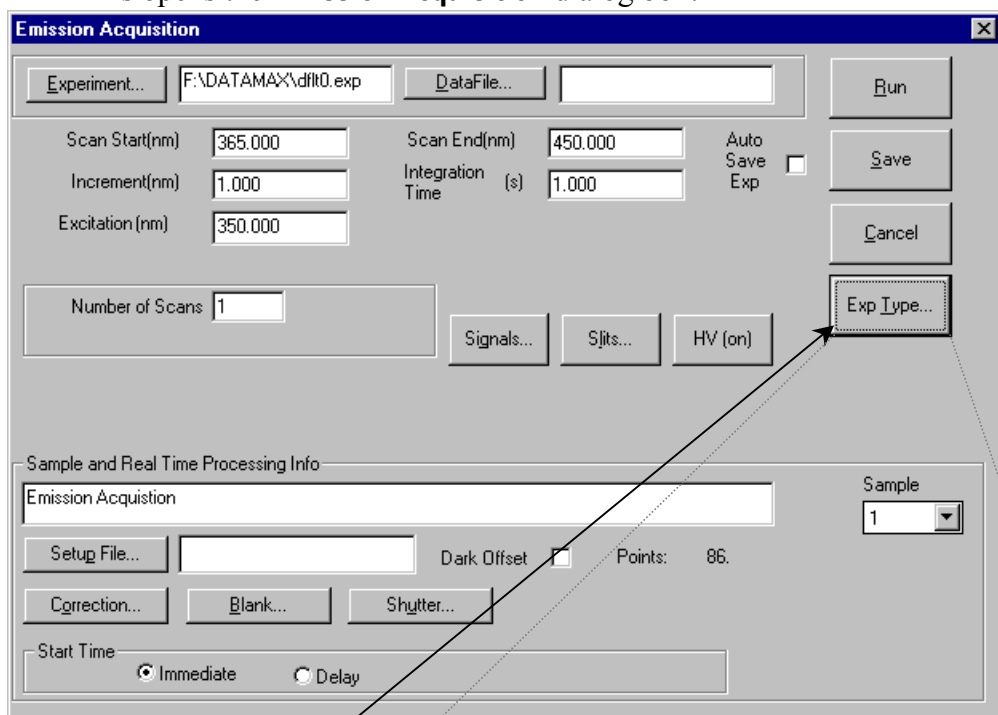 Emission Acquisition
Experiment... F:\DATAMAX\dflt0.exp DataFile... Run
Scan Start(nm) 365.000 Scan End(nm) 450.000 Auto Save Exp Save
Increment(nm) 1.000 Integration Time (s) 1.000
Excitation (nm) 350.000 Cancel
Number of Scans 1 Exp Type...
Signals... Slits... HV (on)
Sample and Real Time Processing Info
Emission Acquistion Sample
1
Setup File... Dark Offset Points: 86.
Correction... Blank... Shutter...
Start Time
Immediate Delay